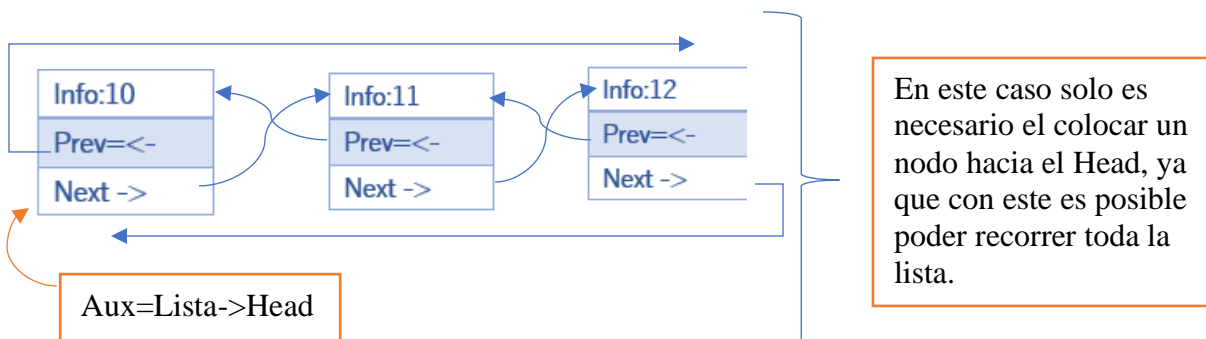 Info:10
Prev=<-
Next ->
Info:11
Prev=<-
Next ->
Info:12
Prev=<-
Next ->
Aux=Lista->Head
En este caso solo es
necesario el colocar un
nodo hacia el Head, ya
que con este es posible
poder recorrer toda la
lista.